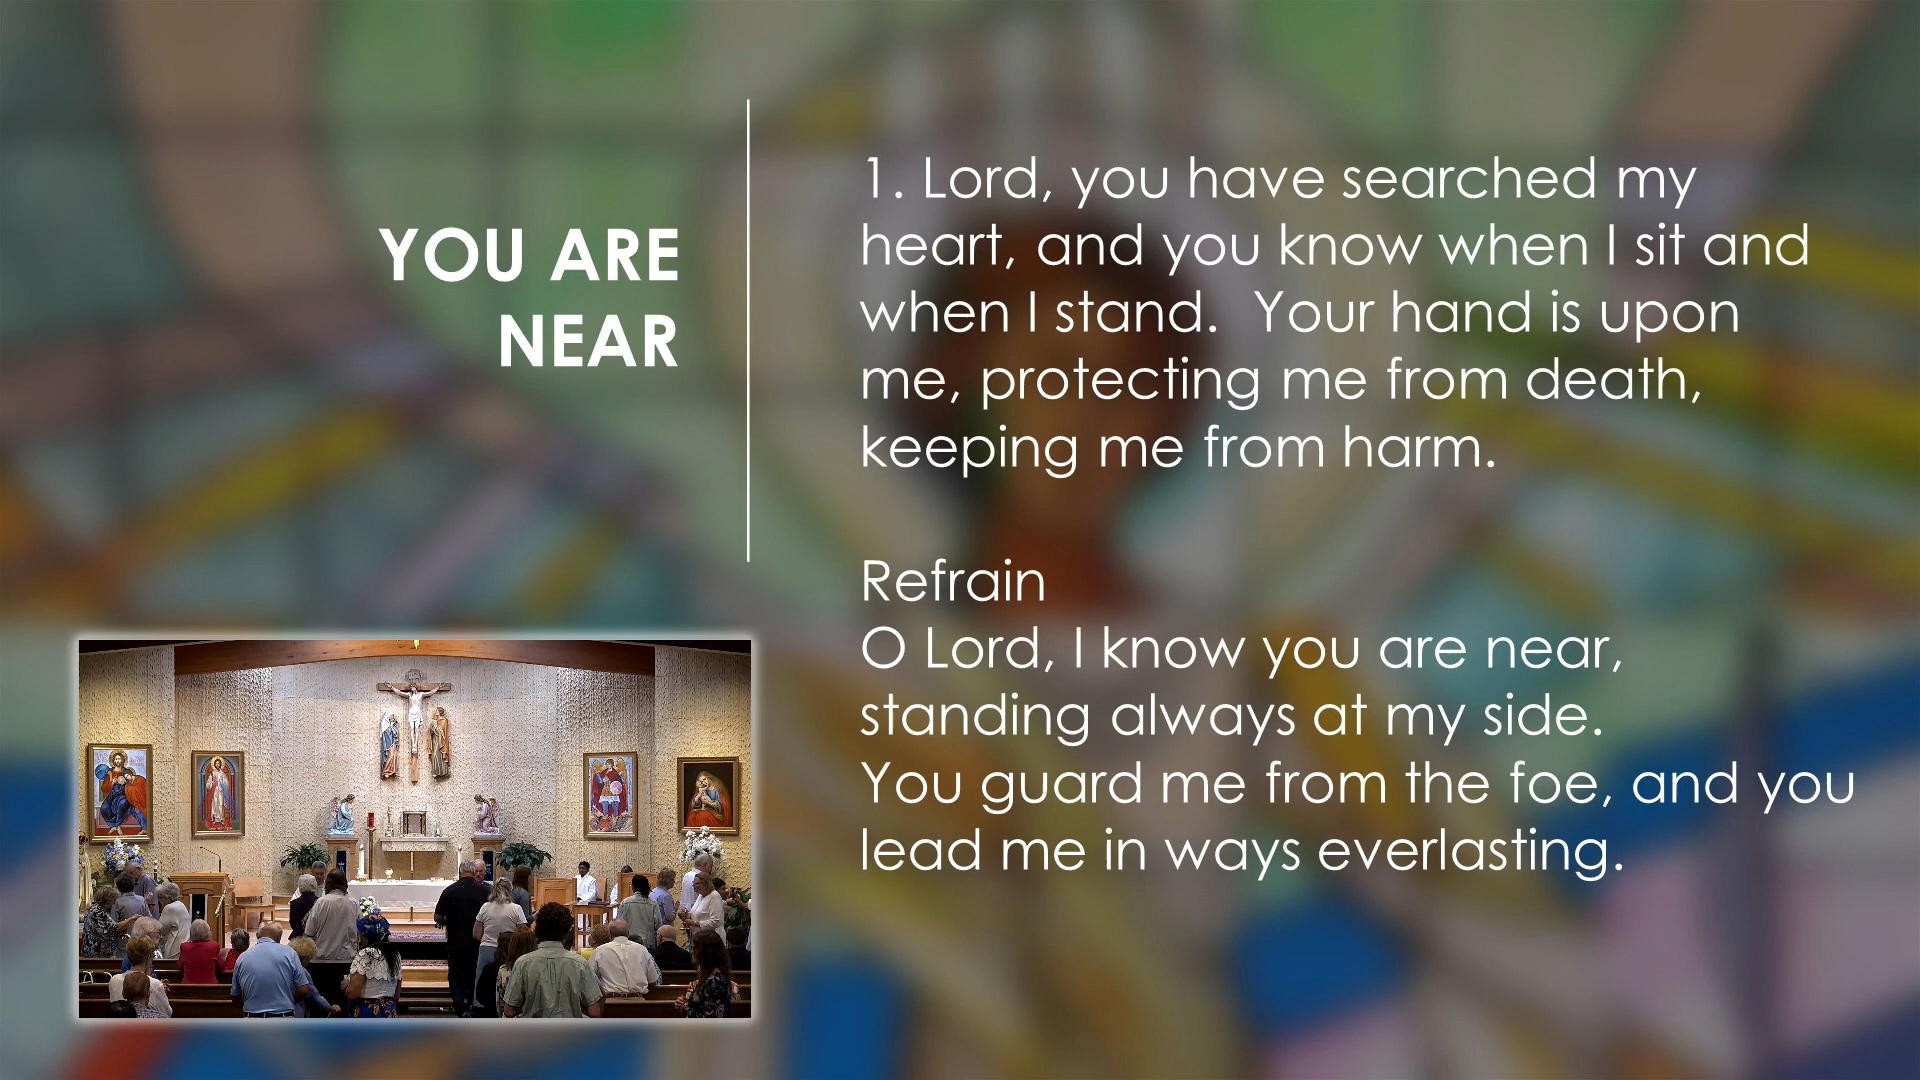 YOU ARE
NEAR
1. Lord, you have searched my
heart, and you know when I sit and
when I stand.  Your hand is upon
me, protecting me from death,
keeping me from harm.
Refrain
O Lord, I know you are near,
standing always at my side.
You guard me from the foe, and you
lead me in ways everlasting.